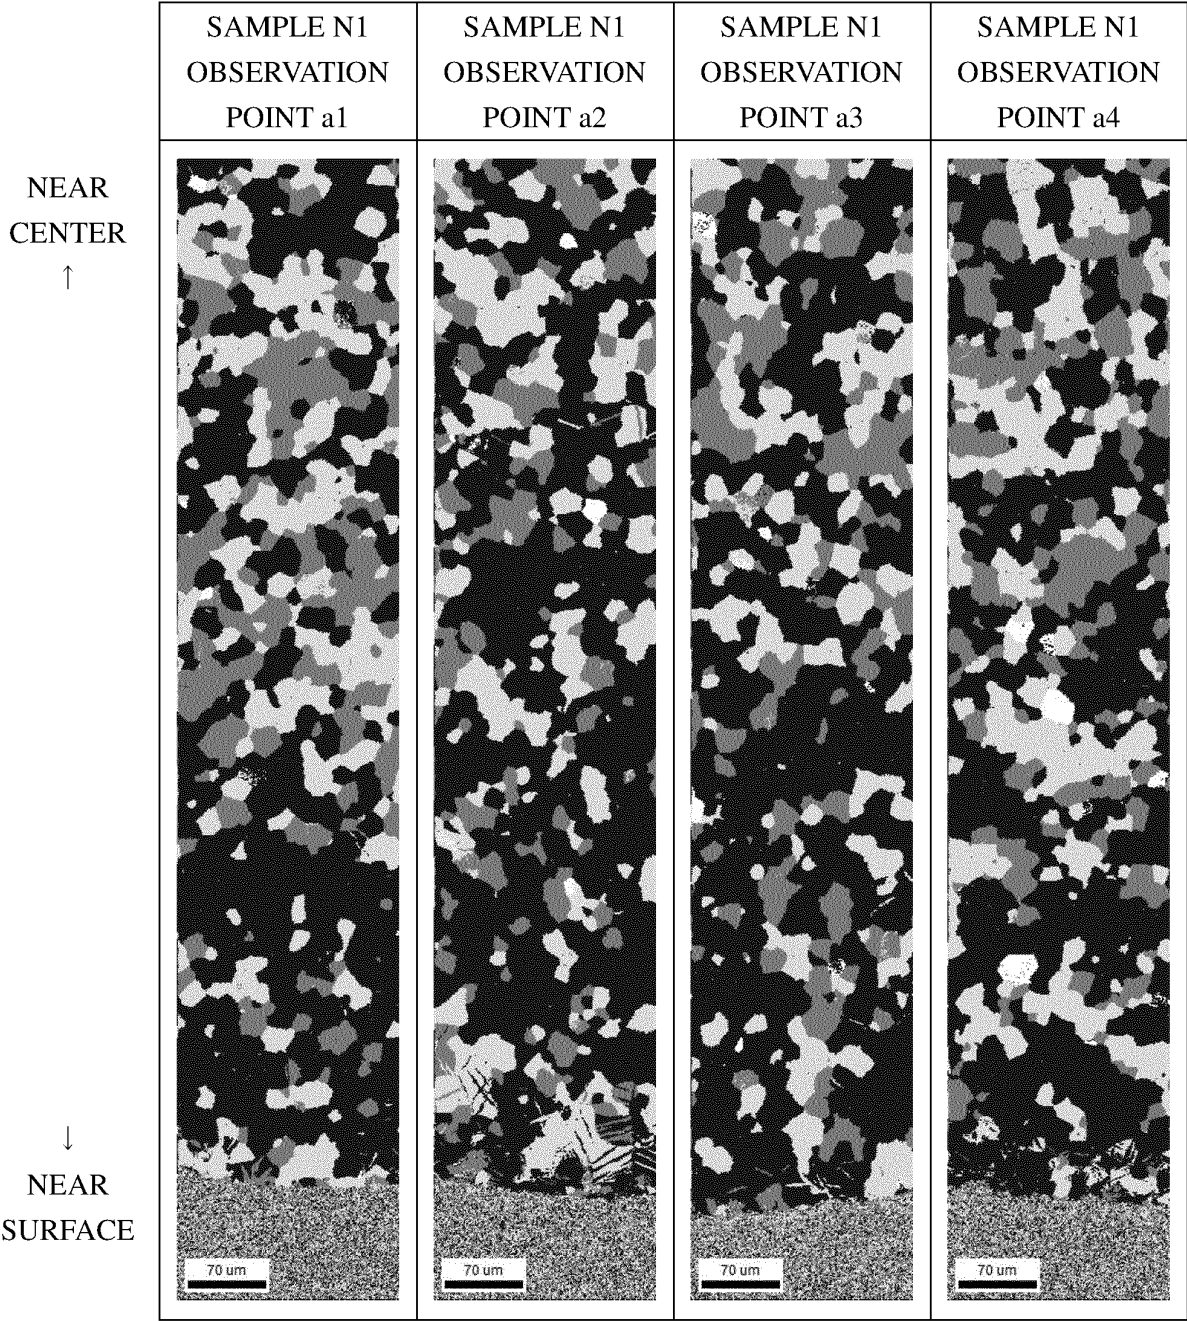 SAMPLE N1
OBSERVATION
POINT a1
SAMPLE N1
OBSERVATION
POINT a2
SAMPLE N1
OBSERVATION
POINT a3
SAMPLE N1
OBSERVATION
POINT a4
NEAR
CENTER
↑
↓
NEAR
SURFACE
70 um
70 um
70 um
70 um